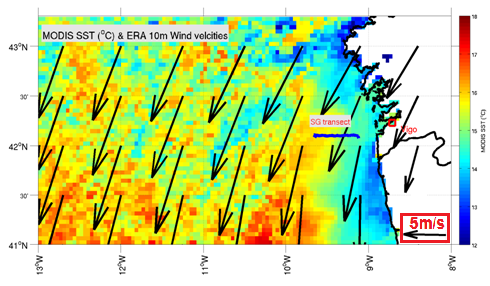 MODIS SST (°C) & ERA 10m Wind velcities
43°N
30'
42°N
30'
41°N
SG transect
Vigo
5m/s
13°W
12°W
11°W
10°W
9°W
8°W
18
17
16
15
14
13
12
MODIS SST (°C)